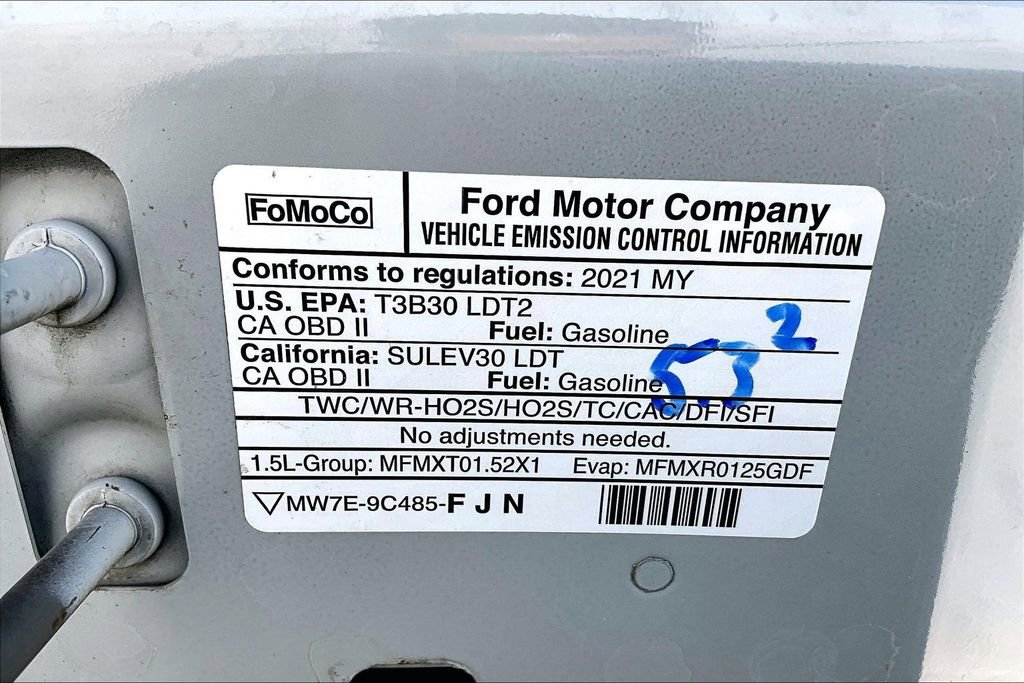 FoMoCo
Ford Motor Company
VEHICLE EMISSION CONTROL INFORMATION
Conforms to regulations: 2021 MY
U.S. EPA: T3B30 LDT2
CA OBD II Fuel: Gasoline
California: SULEV30 LDT
CA OBD II Fuel: Gasoline
2
TWC/WR-HO2S/HO2S/TC/CAC/DFI/SFI
No adjustments needed.
1.5L-Group: MFMXT01.52X1 Evap: MFMXR0125GDF
MW7E-9C485-F J N